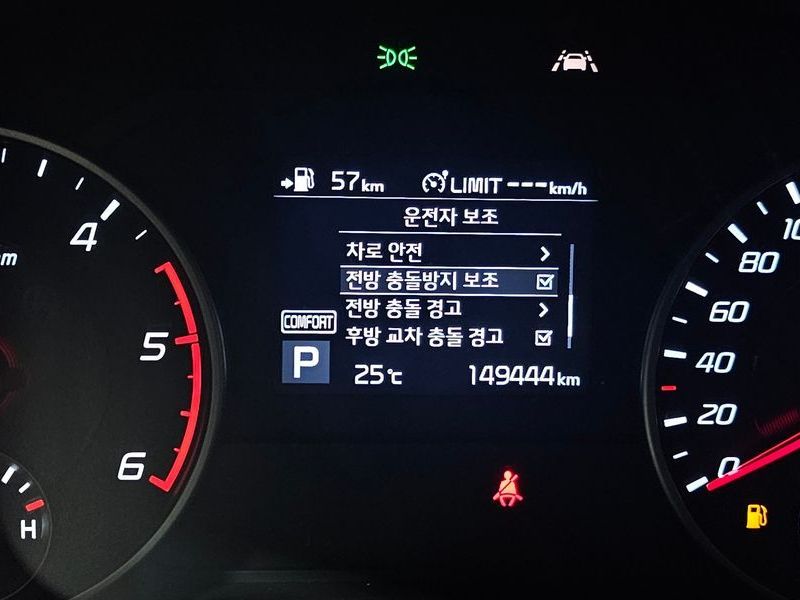 57km LIMIT---km/h
운전자 보조
차로 안전
전방 충돌방지 보조
전방 충돌 경고
후방 교차 충돌 경고
COMFORT
P
25℃ 149444km
4
5
6
H
80
60
40
20
0